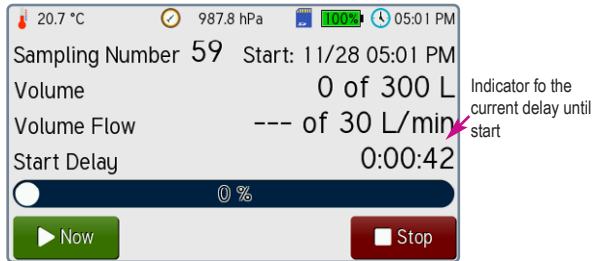 20.7 °C 987.8 hPa 100% 05:01 PM
Sampling Number 59 Start: 11/28 05:01 PM
Volume 0 of 300 L
Volume Flow --- of 30 L/min
Start Delay 0:00:42
0 %
Now Stop
Indicator fo the
current delay until
start